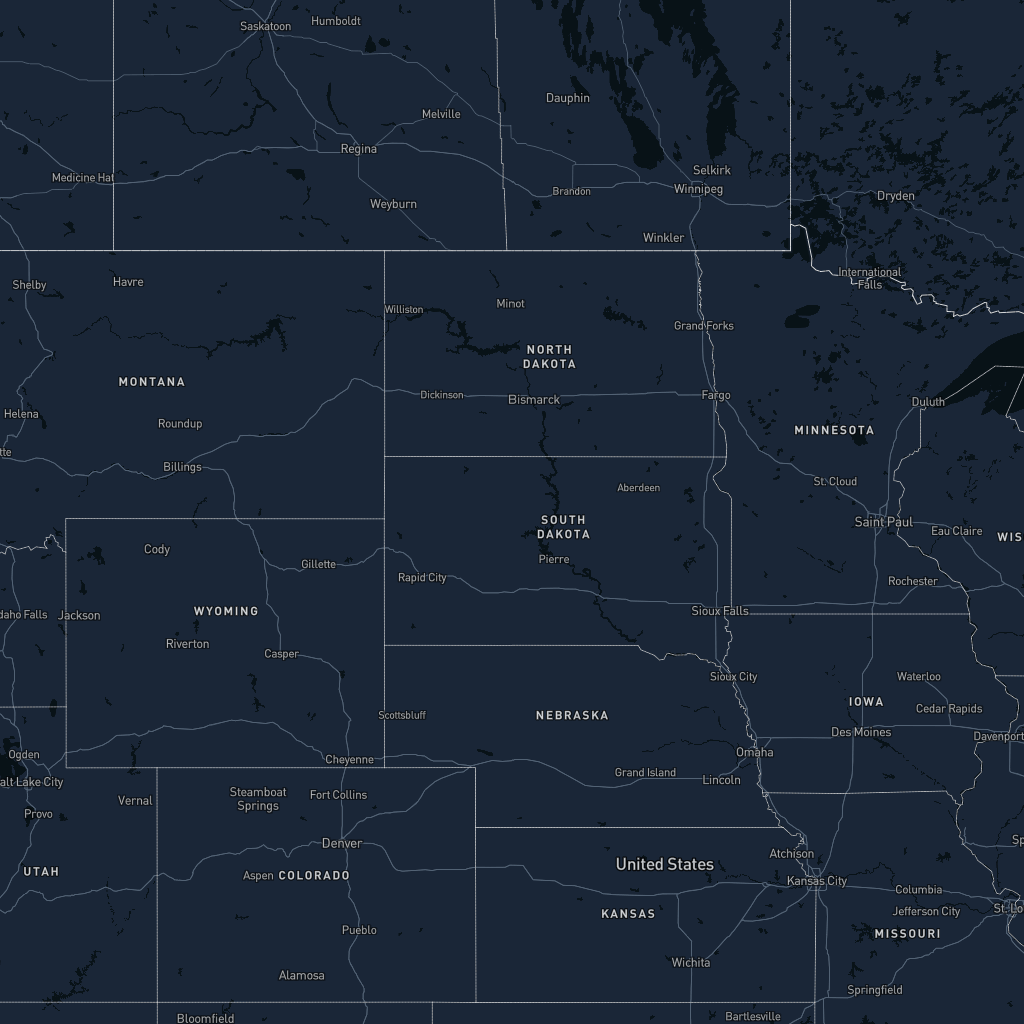 Saskatoon
Humboldt
Dauphin
Melville
Regina
Medicine Hat
Selkirk
Winnipeg
Brandon
Dryden
Weyburn
Winkler
International
Falls
Havre
Shelby
Williston
Minot
Grand Forks
NORTH
DAKOTA
MONTANA
Dickinson
Bismarck
Fargo
Duluth
Helena
Roundup
MINNESOTA
tte
Billings
St. Cloud
Aberdeen
SOUTH
DAKOTA
Saint Paul
Eau Claire
WIS
Cody
Gillette
Pierre
Rapid City
Rochester
daho Falls
Jackson
WYOMING
Sioux Falls
Riverton
Casper
Sioux City
Waterloo
IOWA
Cedar Rapids
Scottsbluff
NEBRASKA
Des Moines
Davenport
Ogden
Cheyenne
Omaha
Grand Island
Lincoln
alt Lake City
Vernal
Steamboat
Springs
Fort Collins
Provo
Denver
Atchison
Sp
UTAH
Aspen
COLORADO
United States
Kansas City
Columbia
KANSAS
Jefferson City
St. Lo
Pueblo
MISSOURI
Wichita
Alamosa
Springfield
Bloomfield
Bartlesville